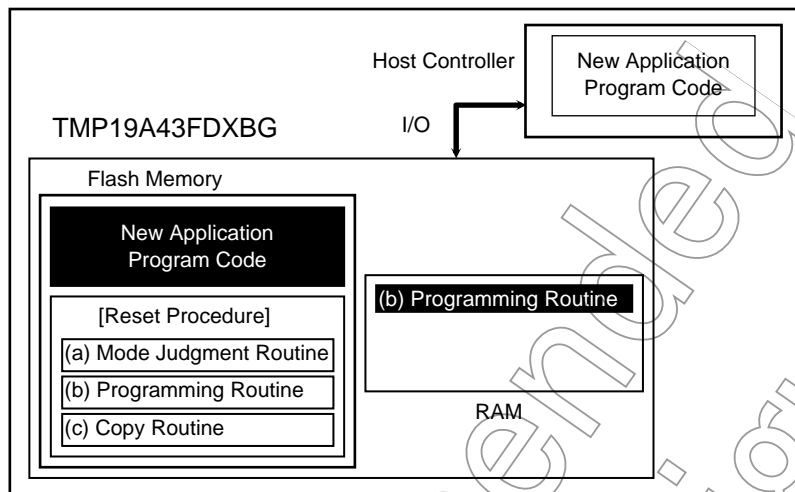 Host Controller
New Application
Program Code
I/O
TMP19A43FDXBG
Flash Memory
New Application
Program Code
[Reset Procedure]
(a) Mode Judgment Routine
(b) Programming Routine
(c) Copy Routine
(b) Programming Routine
RAM